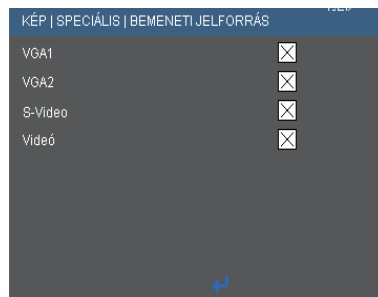 KÉP | SPECIÁLIS | BEMENETI JELFORRÁS
VGA1
VGA2
S-Video
Videó